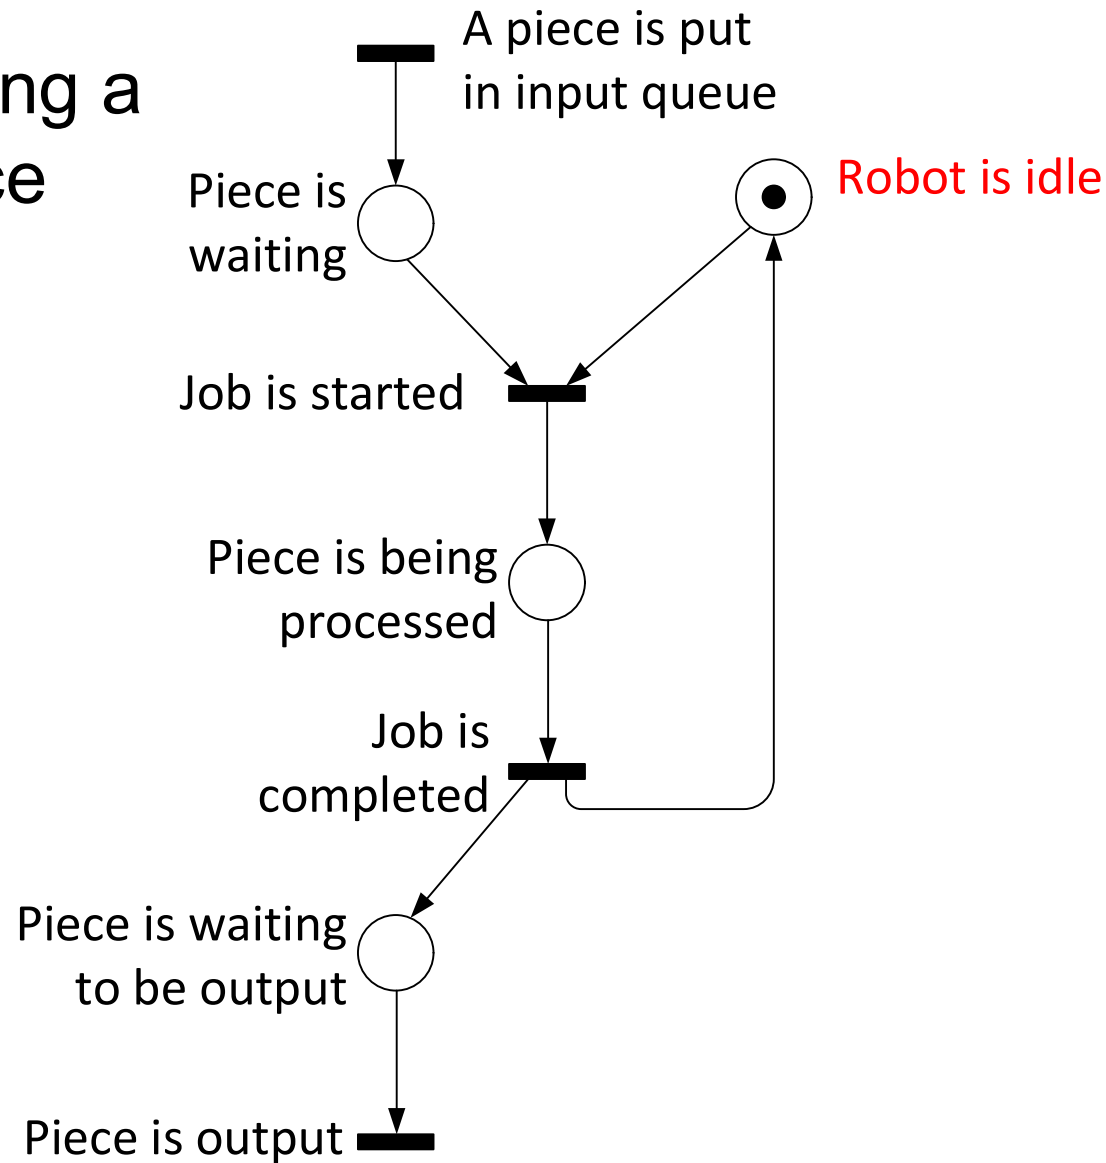 A piece is put
in input queue
ng a
ce
Piece is
waiting
Robot is idle
Job is started
Piece is being
processed
Job is
completed
Piece is waiting
to be output
Piece is output